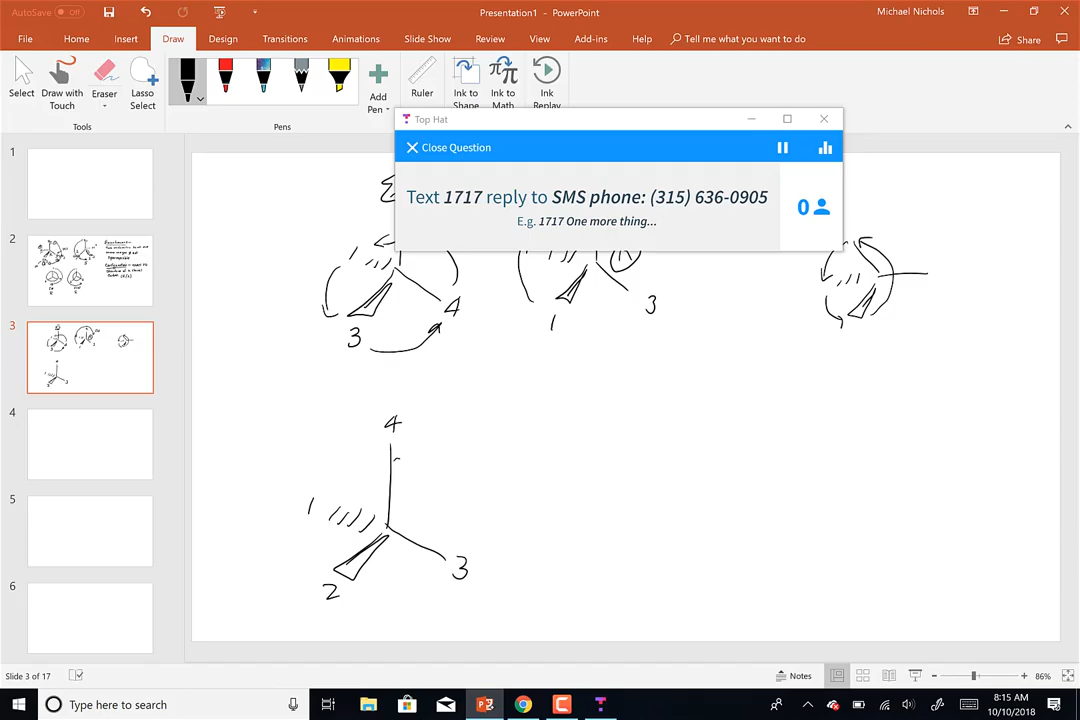 AutoSave Off
Presentation1 - PowerPoint
Michael Nichols
File Home Insert Draw Design Transitions Animations Slide Show Review View Add-ins Help Tell me what you want to do
Share
Select
Draw with Touch
Eraser
Lasso Select
Add Pen
Ruler
Ink to Shape
Ink to Math
Ink Replay
Tools
Pens
Top Hat
Close Question
Text 1717 reply to SMS phone: (315) 636-0905
E.g. 1717 One more thing...
0
1
2
3
4
5
6
3
4
1
3
4
1
2
3
Slide 3 of 17
Notes
86%
Type here to search
8:15 AM
10/10/2018